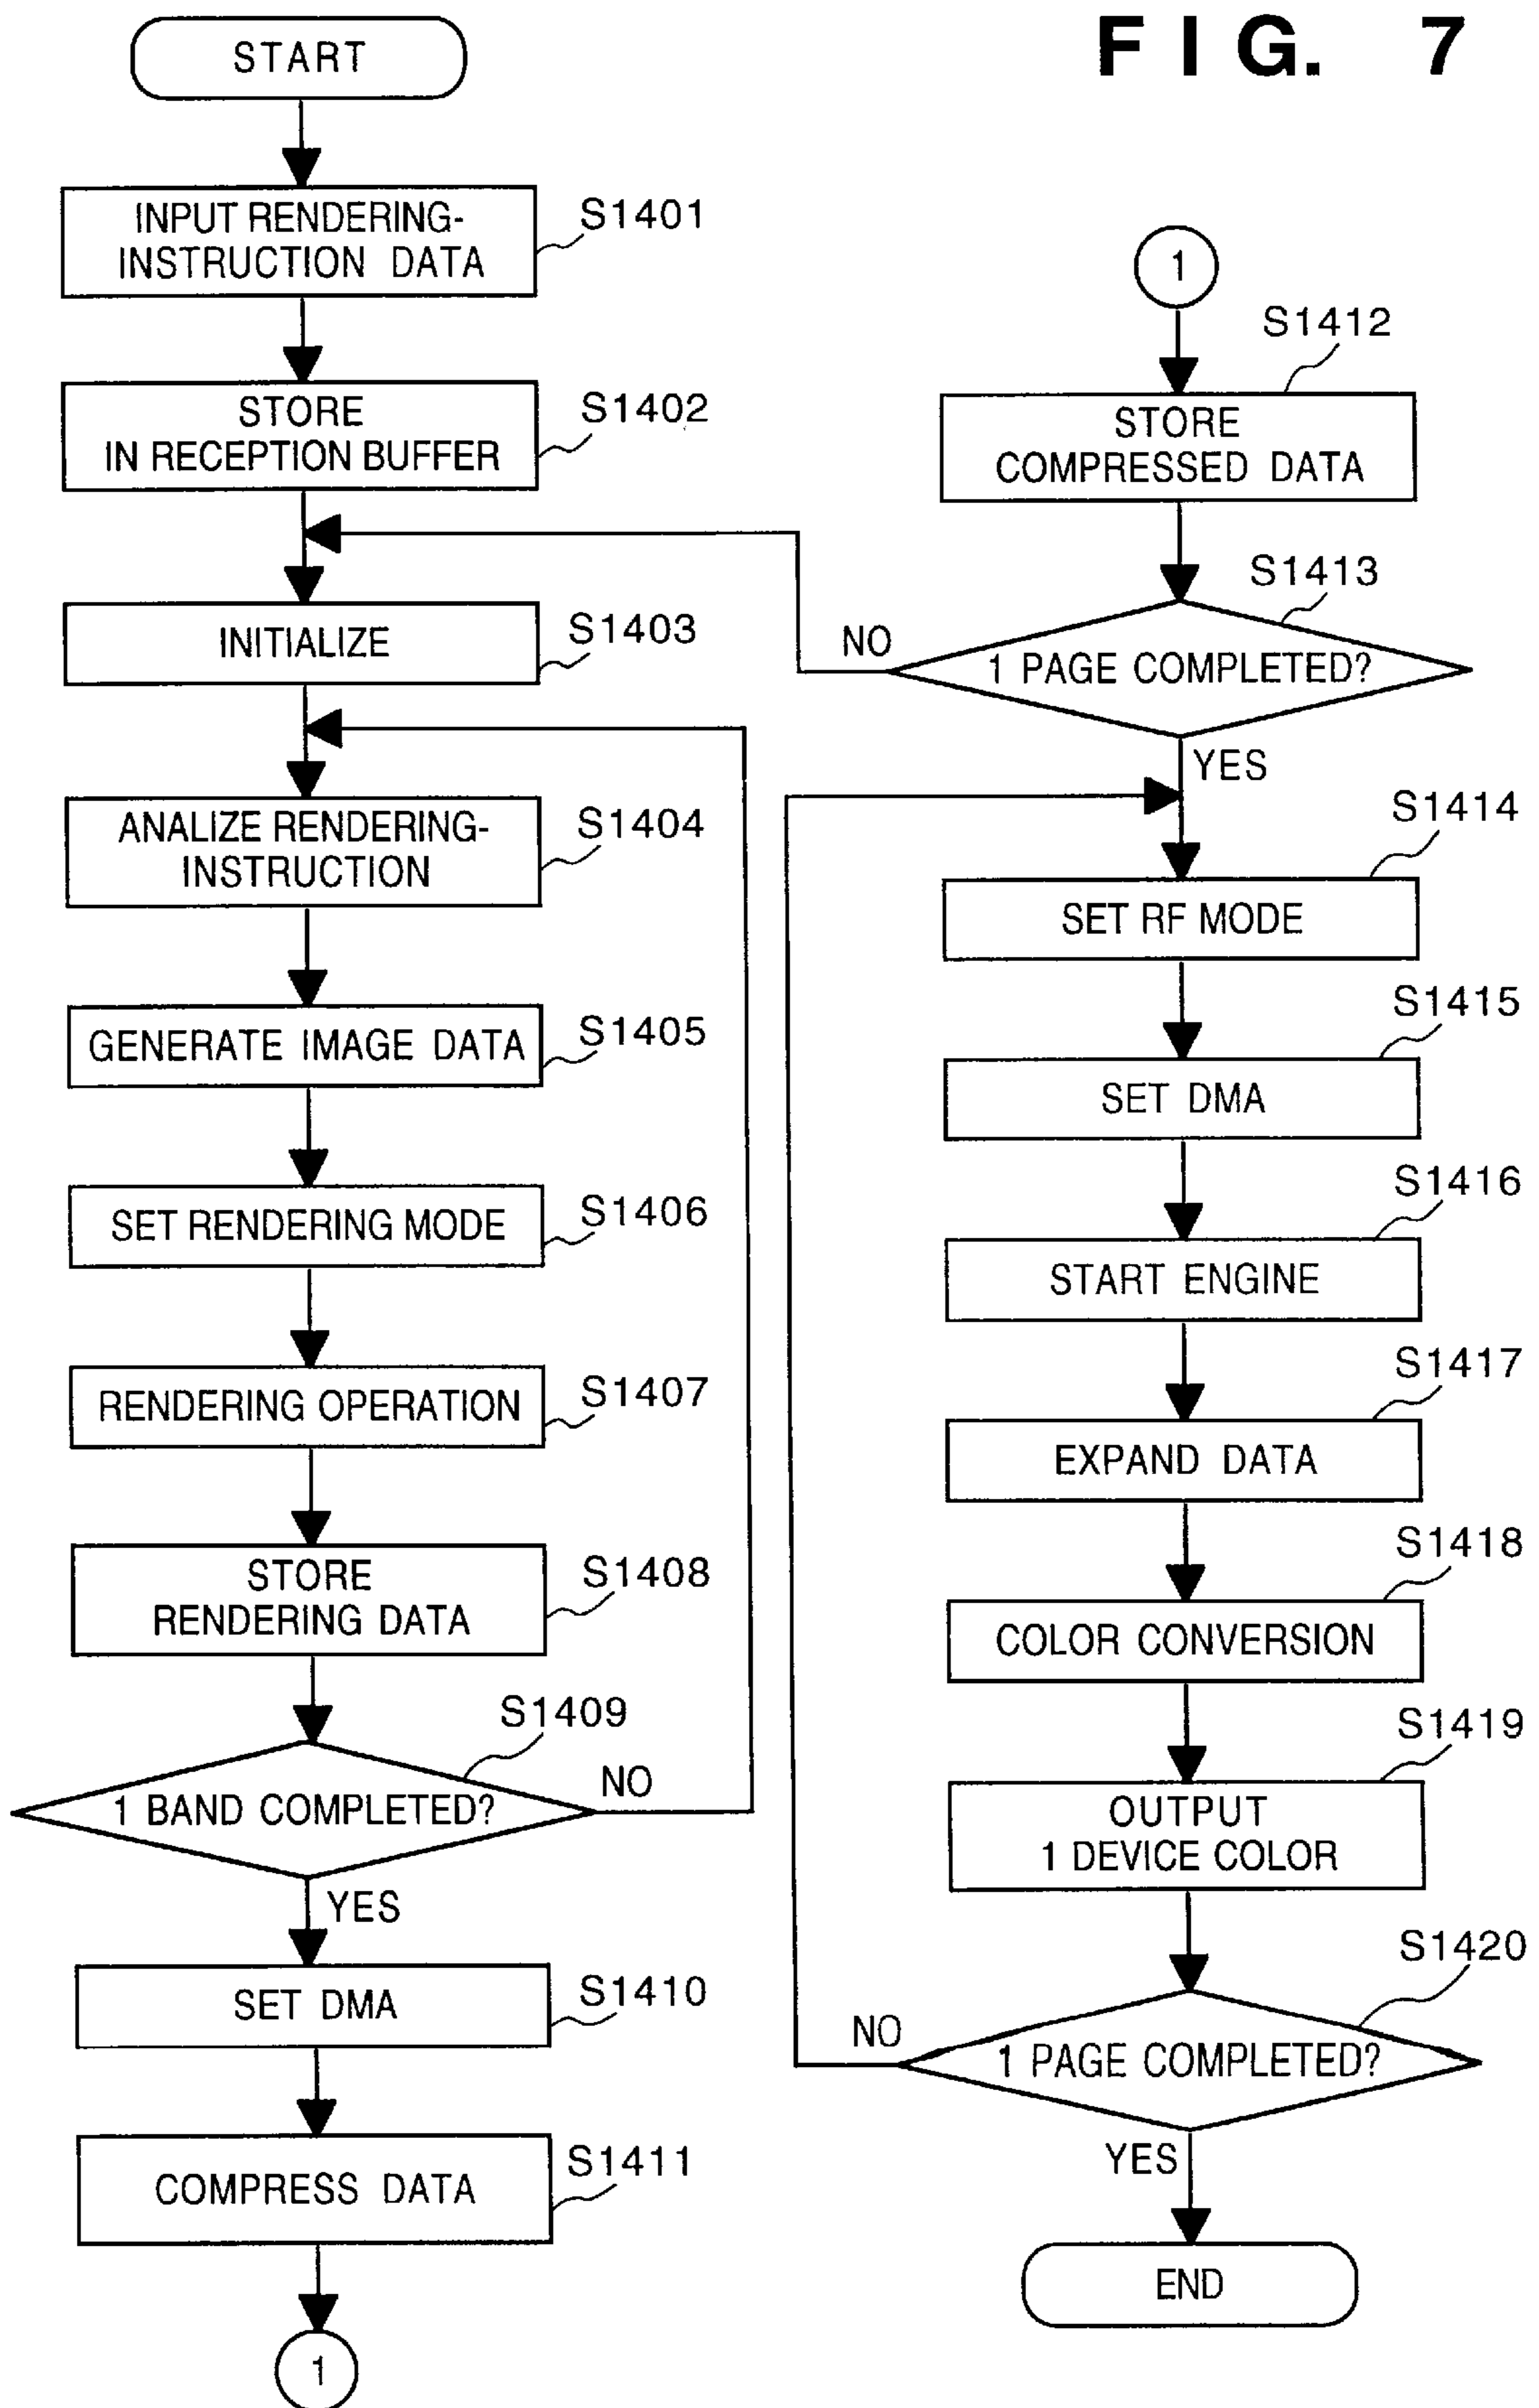 FIG. 7
START
INPUT RENDERING-
INSTRUCTION DATA
S1401
STORE
IN RECEPTION BUFFER
S1402
INITIALIZE
S1403
ANALIZE RENDERING-
INSTRUCTION
S1404
GENERATE IMAGE DATA
S1405
SET RENDERING MODE
S1406
RENDERING OPERATION
S1407
STORE
RENDERING DATA
S1408
S1409
1 BAND COMPLETED?
NO
YES
SET DMA
S1410
COMPRESS DATA
S1411
1
1
S1412
STORE
COMPRESSED DATA
S1413
NO
1 PAGE COMPLETED?
YES
S1414
SET RF MODE
S1415
SET DMA
S1416
START ENGINE
S1417
EXPAND DATA
S1418
COLOR CONVERSION
S1419
OUTPUT
1 DEVICE COLOR
S1420
NO
1 PAGE COMPLETED?
YES
END